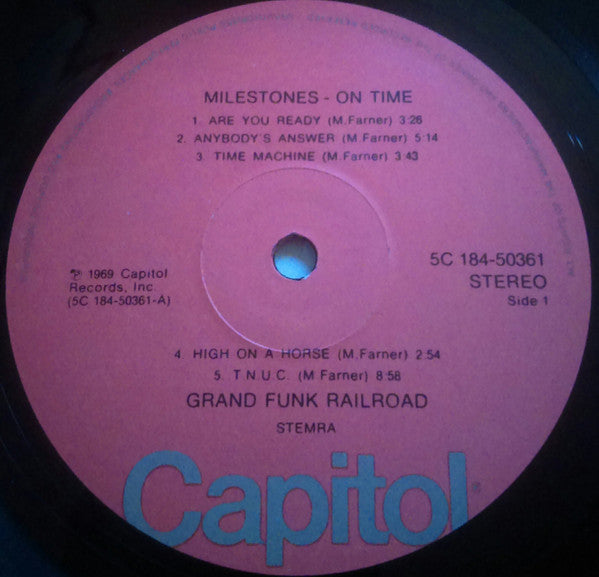 MILESTONES - ON TIME
1. ARE YOU READY (M.Farner) 3:26
2. ANYBODY'S ANSWER (M.Farner) 5:14
3. TIME MACHINE (M.Farner) 3:43
℗ 1969 Capitol
Records, Inc.
(5C 184-50361-A)
5C 184-50361
STEREO
Side 1
4. HIGH ON A HORSE (M.Farner) 2:54
5. T.N.U.C. (M.Farner) 8:58
GRAND FUNK RAILROAD
STEMRA
Capitol®